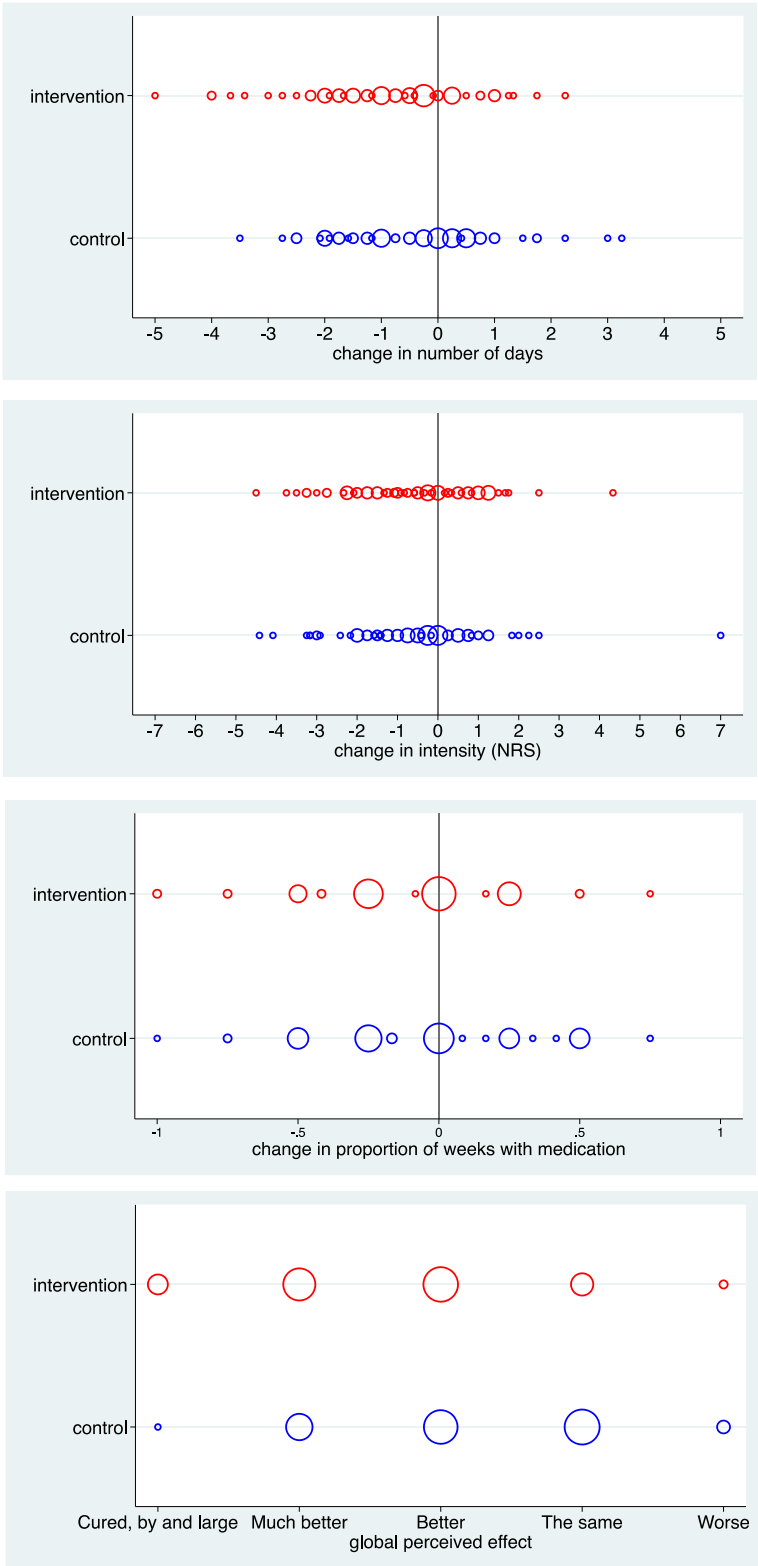 intervention
control
-5 -4 -3 -2 -1 0 1 2 3 4 5
change in number of days
intervention
control
-7 -6 -5 -4 -3 -2 -1 0 1 2 3 4 5 6 7
change in intensity (NRS)
intervention
control
-1 -.5 0 .5 1
change in proportion of weeks with medication
intervention
control
Cured, by and large Much better Better The same Worse
global perceived effect